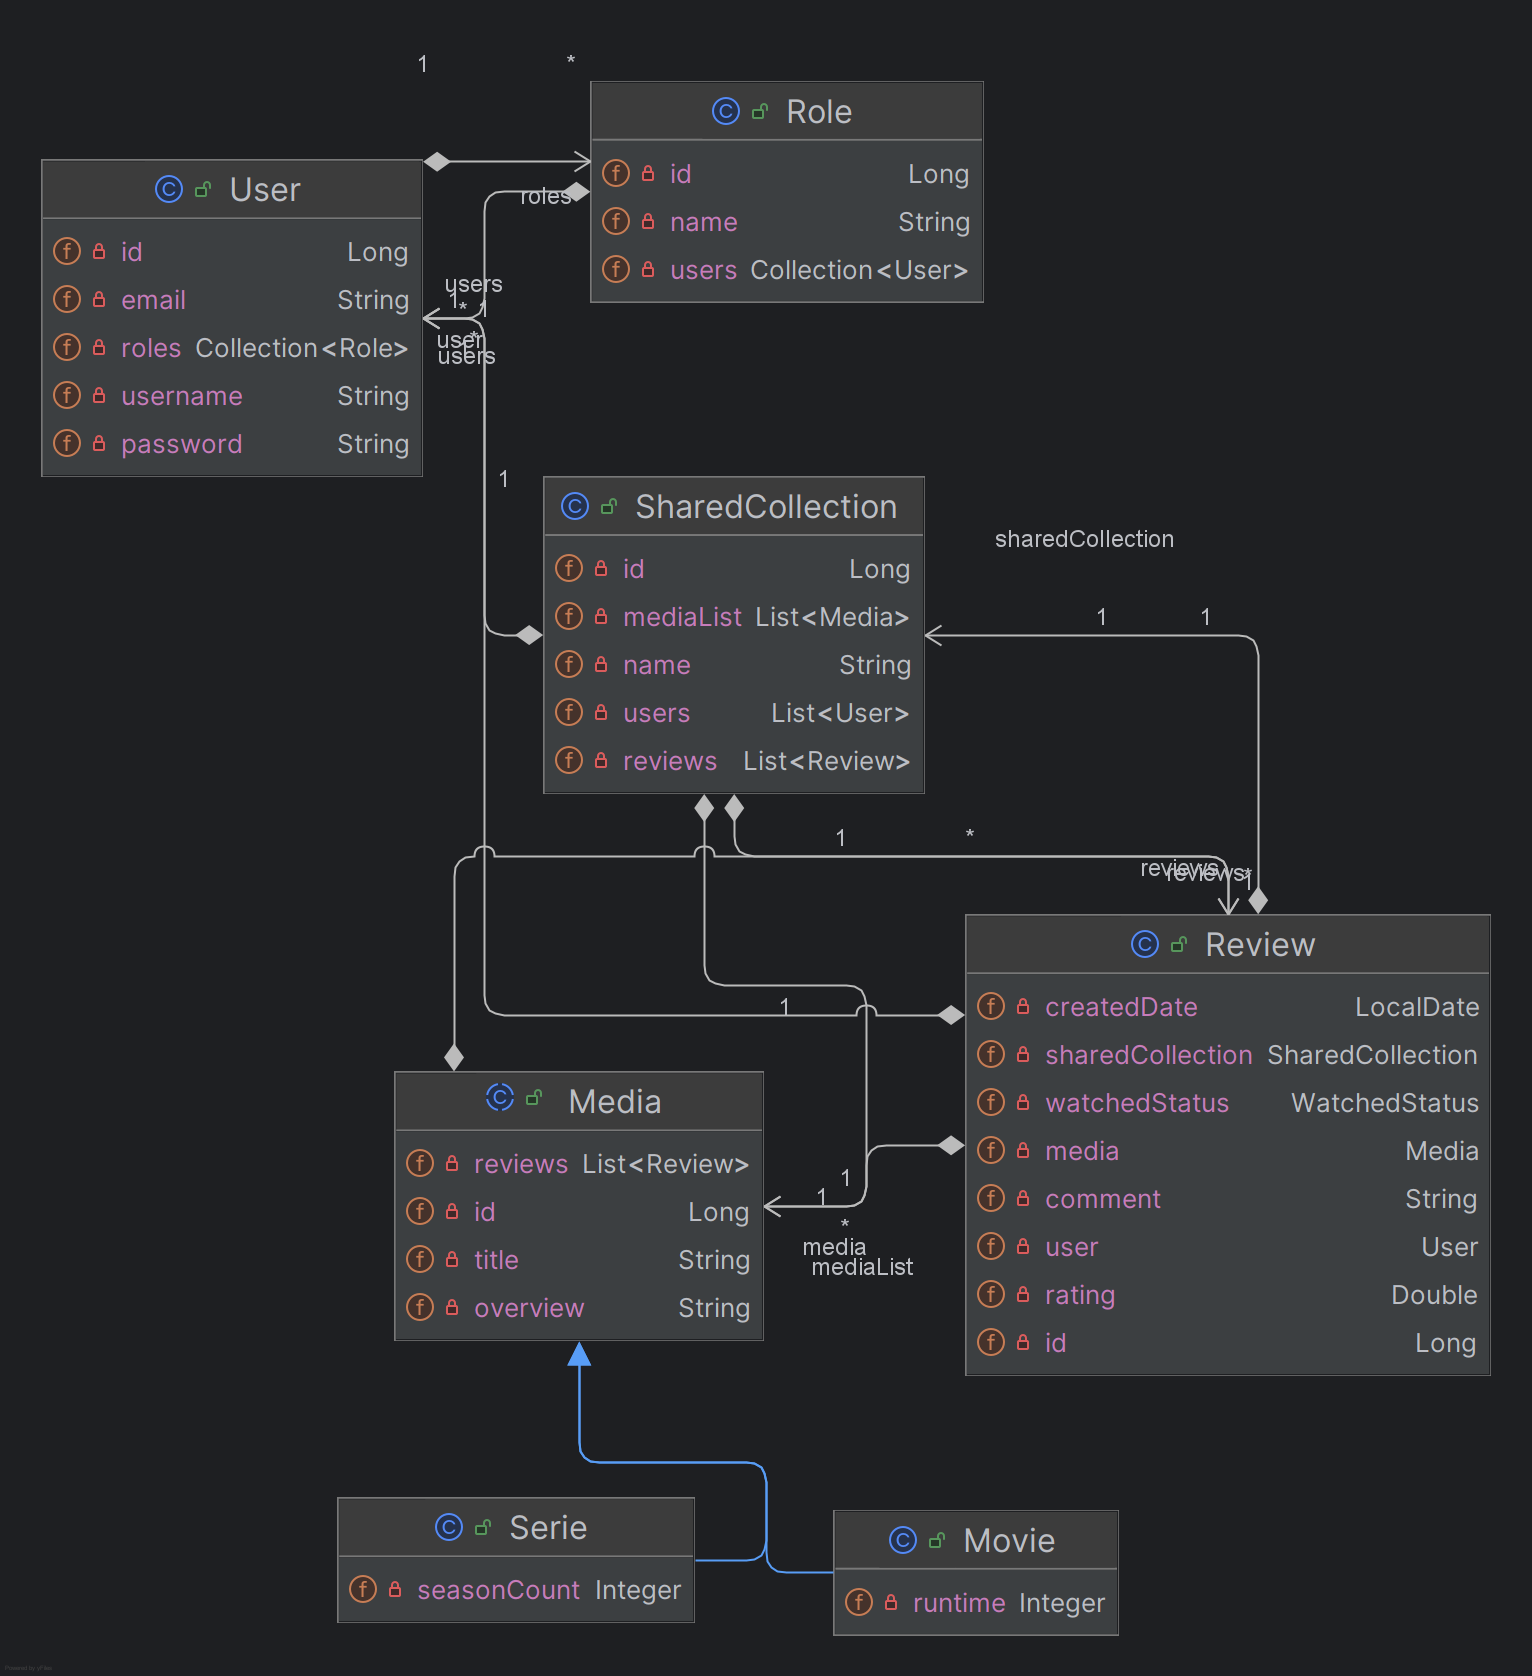 1 *
Role
id Long
name String
users Collection<User>
User
id Long
email String
roles Collection<Role>
username String
password String
roles
users
1 * 1
user
*
1
users
1
SharedCollection
id Long
mediaList List<Media>
name String
users List<User>
reviews List<Review>
sharedCollection
1 1
1 *
reviews
reviews
*
1
Review
createdDate LocalDate
sharedCollection SharedCollection
watchedStatus WatchedStatus
media Media
comment String
user User
rating Double
id Long
1
Media
reviews List<Review>
id Long
title String
overview String
1
1
*
media
mediaList
Serie
seasonCount Integer
Movie
runtime Integer
Powered by yFiles